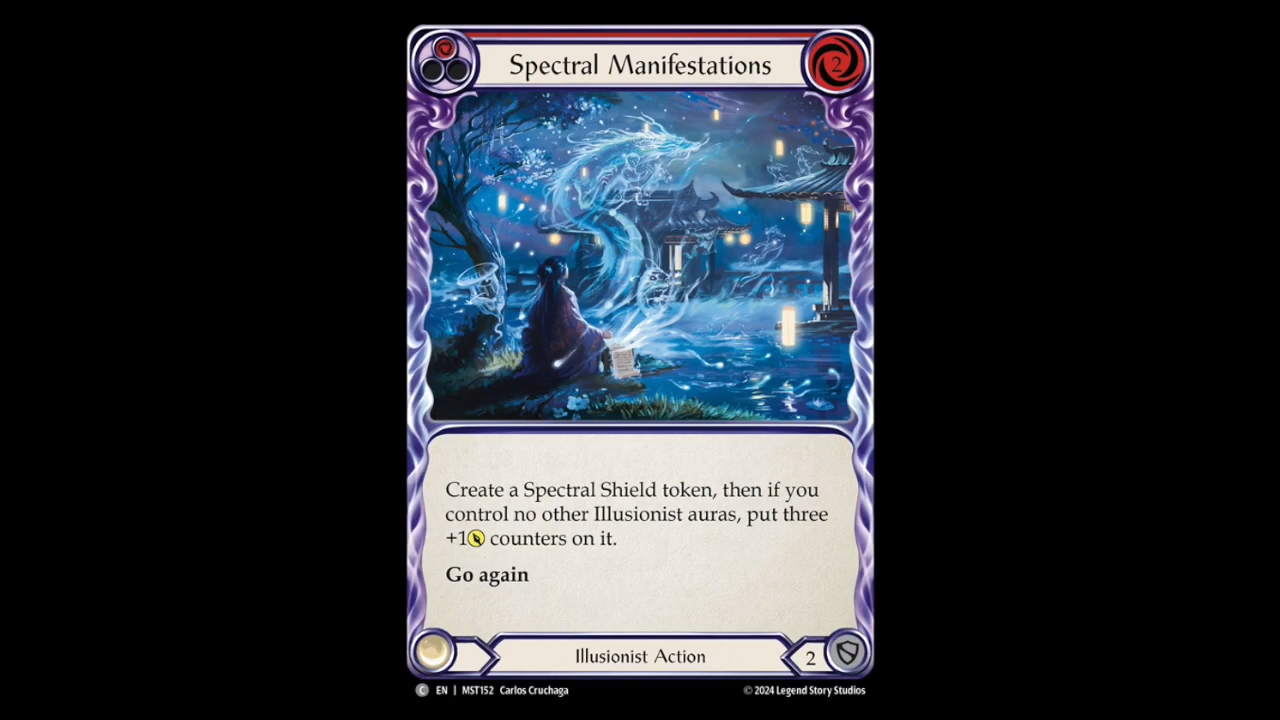 Spectral Manifestations
2
Create a Spectral Shield token, then if you
control no other Illusionist auras, put three
+1 counters on it.
Go again
Illusionist Action
2
C EN | MST152 Carlos Cruchaga
© 2024 Legend Story Studios